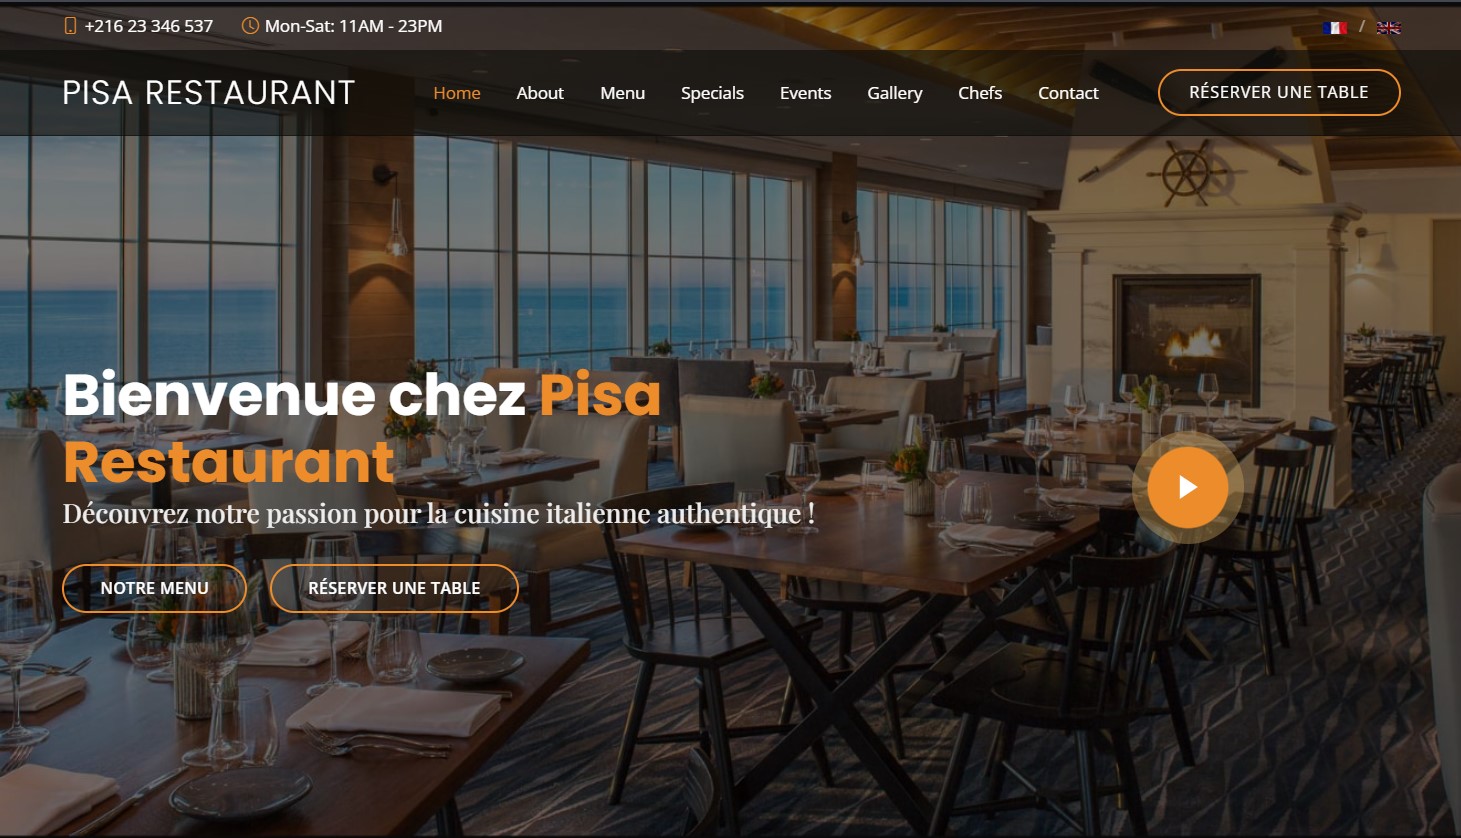 +216 23 346 537 Mon-Sat: 11AM - 23PM /
PISA RESTAURANT Home About Menu Specials Events Gallery Chefs Contact RÉSERVER UNE TABLE
Bienvenue chez Pisa
Restaurant
Découvrez notre passion pour la cuisine italienne authentique !
NOTRE MENU RÉSERVER UNE TABLE